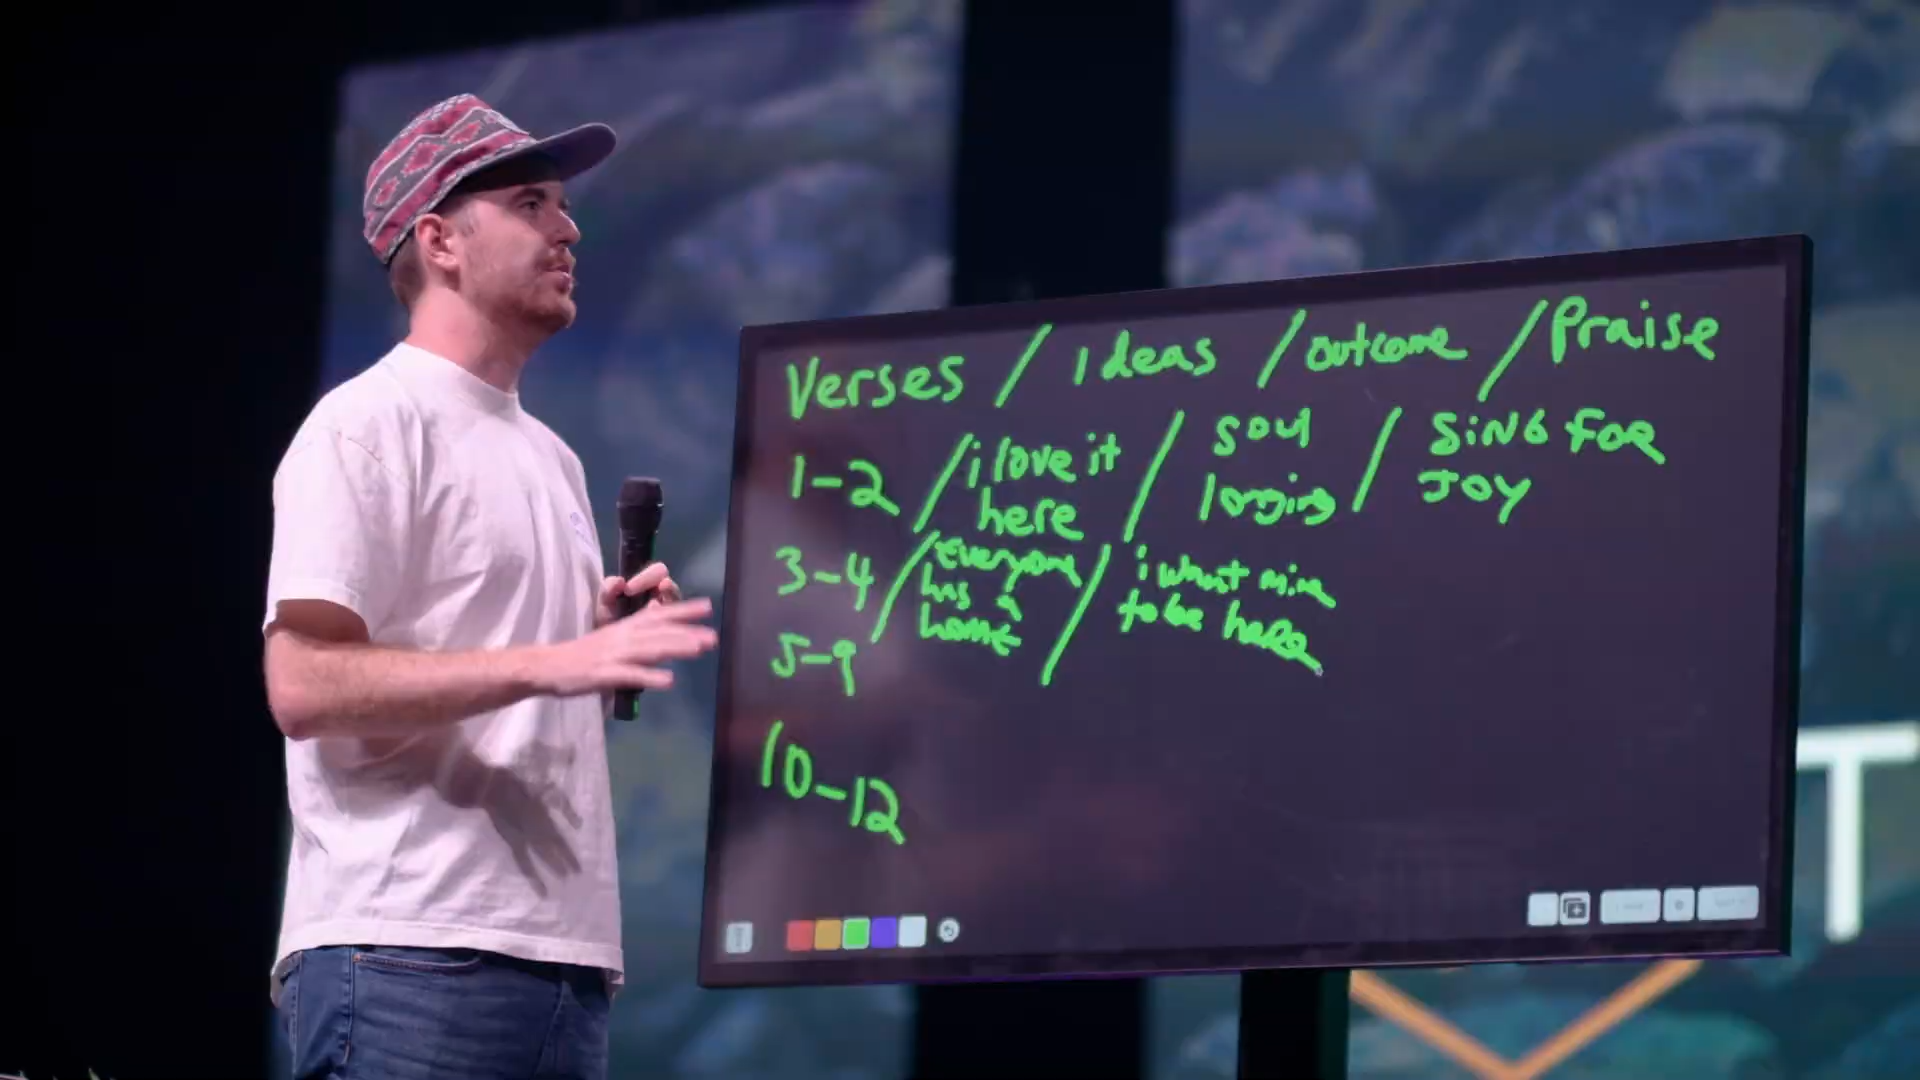 Verses / ideas / outcome / Praise
1-2 / i love it here / soul longing / SING FOR JOY
3-4 / everyone has a home / i want mine to be here
5-9
10-12
T